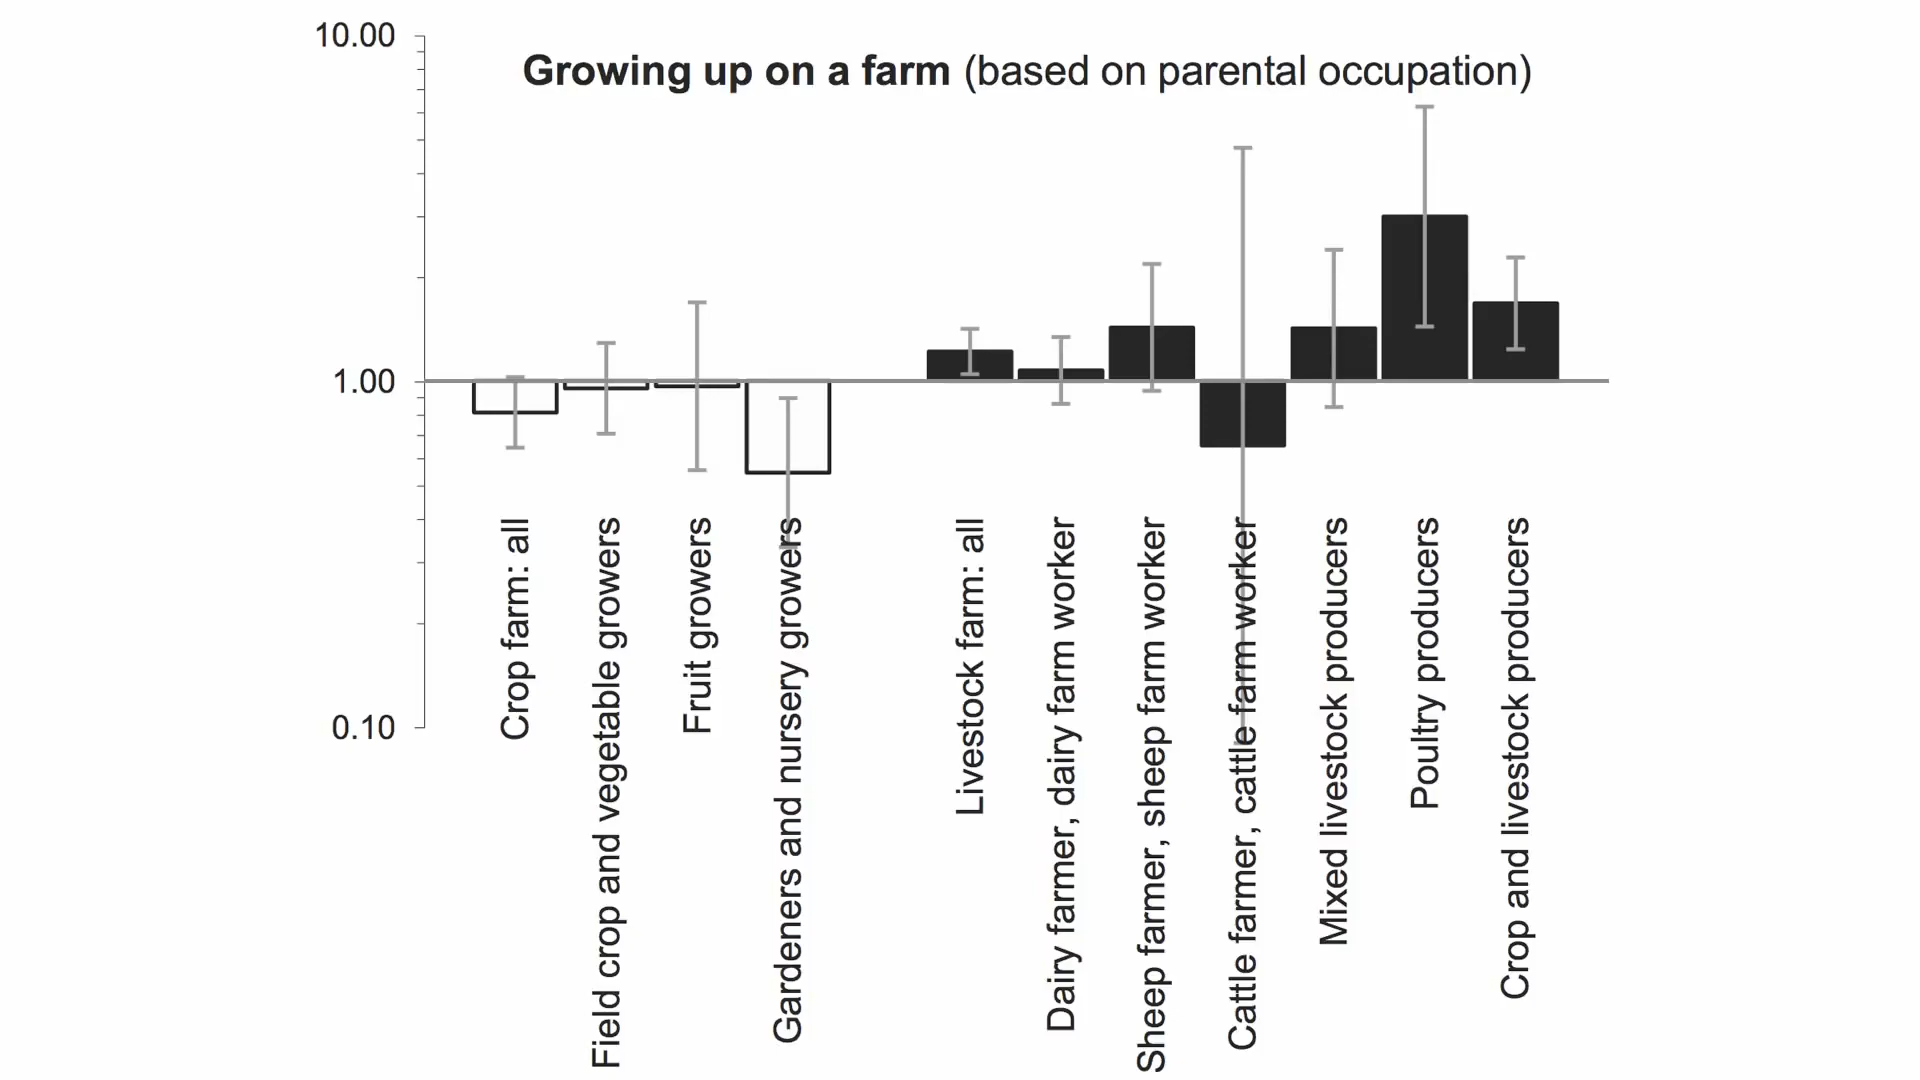 10.00
Growing up on a farm (based on parental occupation)
1.00
0.10
Crop farm: all
Field crop and vegetable growers
Fruit growers
Gardeners and nursery growers
Livestock farm: all
Dairy farmer, dairy farm worker
Sheep farmer, sheep farm worker
Cattle farmer, cattle farm worker
Mixed livestock producers
Poultry producers
Crop and livestock producers